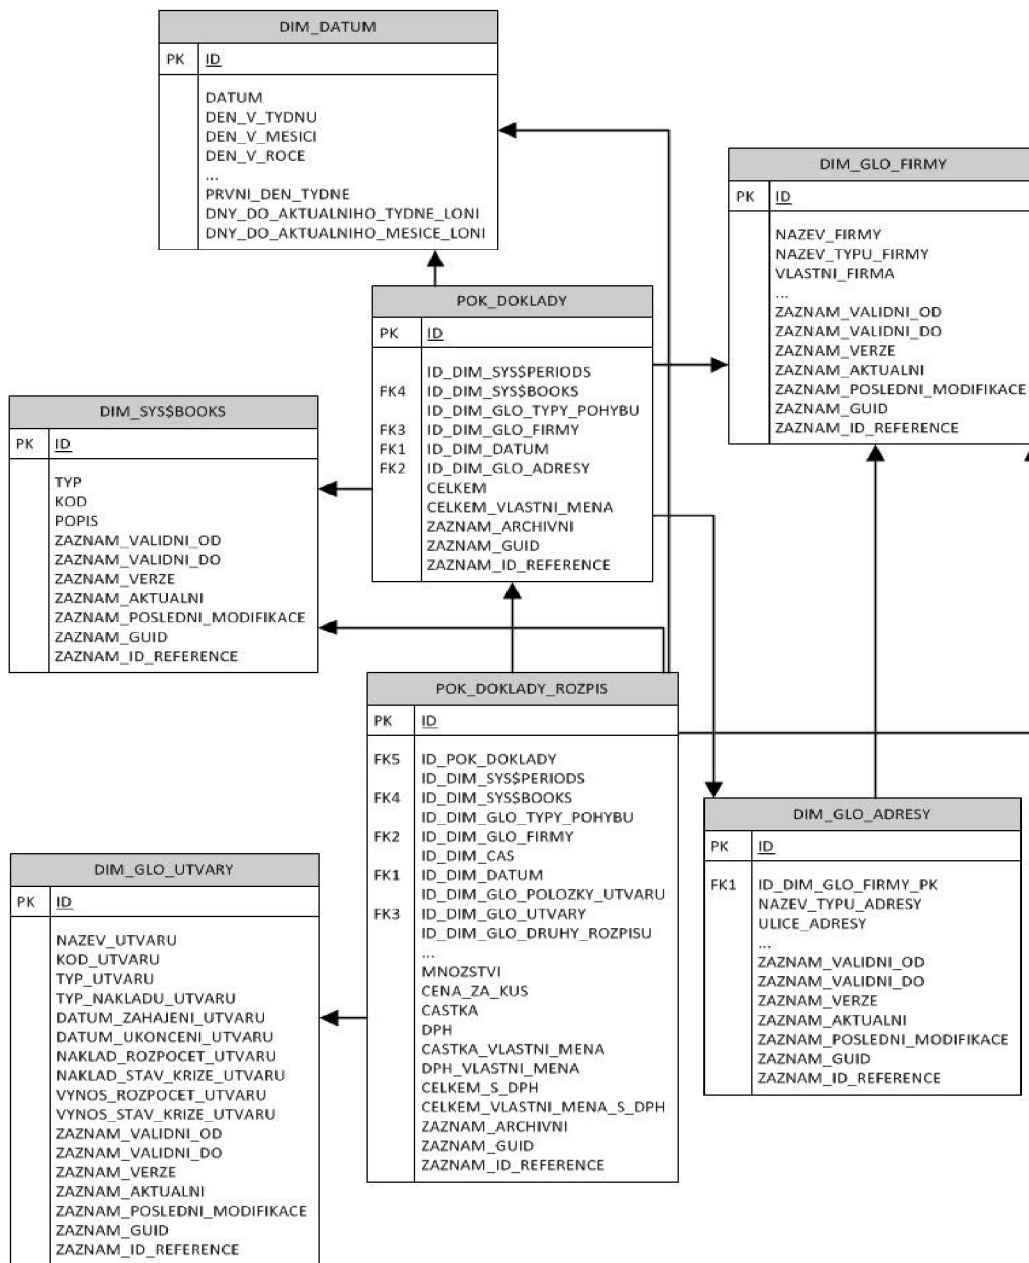 DIM_DATUM
PK ID
DATUM
DEN_V_TYDNU
DEN_V_MESICI
DEN_V_ROCE
...
PRVNI_DEN_TYDNE
DNY_DO_AKTUALNIHO_TYDNE_LONI
DNY_DO_AKTUALNIHO_MESICE_LONI
DIM_GLO_FIRMY
PK ID
NAZEV_FIRMY
NAZEV_TYPU_FIRMY
VLASTNI_FIRMA
...
ZAZNAM_VALIDNI_OD
ZAZNAM_VALIDNI_DO
ZAZNAM_VERZE
ZAZNAM_AKTUALNI
ZAZNAM_POSLEDNI_MODIFIKACE
ZAZNAM_GUID
ZAZNAM_ID_REFERENCE
POK_DOKLADY
PK ID
ID_DIM_SYS$PERIODS
FK4 ID_DIM_SYS$BOOKS
ID_DIM_GLO_TYPY_POHYBU
FK3 ID_DIM_GLO_FIRMY
FK1 ID_DIM_DATUM
FK2 ID_DIM_GLO_ADRESY
CELKEM
CELKEM_VLASTNI_MENA
ZAZNAM_ARCHIVNI
ZAZNAM_GUID
ZAZNAM_ID_REFERENCE
DIM_SYS$BOOKS
PK ID
TYP
KOD
POPIS
ZAZNAM_VALIDNI_OD
ZAZNAM_VALIDNI_DO
ZAZNAM_VERZE
ZAZNAM_AKTUALNI
ZAZNAM_POSLEDNI_MODIFIKACE
ZAZNAM_GUID
ZAZNAM_ID_REFERENCE
POK_DOKLADY_ROZPIS
PK ID
FK5 ID_POK_DOKLADY
ID_DIM_SYS$PERIODS
FK4 ID_DIM_SYS$BOOKS
ID_DIM_GLO_TYPY_POHYBU
FK2 ID_DIM_GLO_FIRMY
ID_DIM_CAS
FK1 ID_DIM_DATUM
ID_DIM_GLO_POLOZKY_UTVARU
FK3 ID_DIM_GLO_UTVARY
ID_DIM_GLO_DRUHY_ROZPISU
...
MNOZSTVI
CENA_ZA_KUS
CASTKA
DPH
CASTKA_VLASTNI_MENA
DPH_VLASTNI_MENA
CELKEM_S_DPH
CELKEM_VLASTNI_MENA_S_DPH
ZAZNAM_ARCHIVNI
ZAZNAM_GUID
ZAZNAM_ID_REFERENCE
DIM_GLO_ADRESY
PK ID
FK1 ID_DIM_GLO_FIRMY_PK
NAZEV_TYPU_ADRESY
ULICE_ADRESY
...
ZAZNAM_VALIDNI_OD
ZAZNAM_VALIDNI_DO
ZAZNAM_VERZE
ZAZNAM_AKTUALNI
ZAZNAM_POSLEDNI_MODIFIKACE
ZAZNAM_GUID
ZAZNAM_ID_REFERENCE
DIM_GLO_UTVARY
PK ID
NAZEV_UTVARU
KOD_UTVARU
TYP_UTVARU
TYP_NAKLADU_UTVARU
DATUM_ZAHAJENI_UTVARU
DATUM_UKONCENI_UTVARU
NAKLAD_ROZPOCET_UTVARU
NAKLAD_STAV_KRIZE_UTVARU
VYNOS_ROZPOCET_UTVARU
VYNOS_STAV_KRIZE_UTVARU
ZAZNAM_VALIDNI_OD
ZAZNAM_VALIDNI_DO
ZAZNAM_VERZE
ZAZNAM_AKTUALNI
ZAZNAM_POSLEDNI_MODIFIKACE
ZAZNAM_GUID
ZAZNAM_ID_REFERENCE